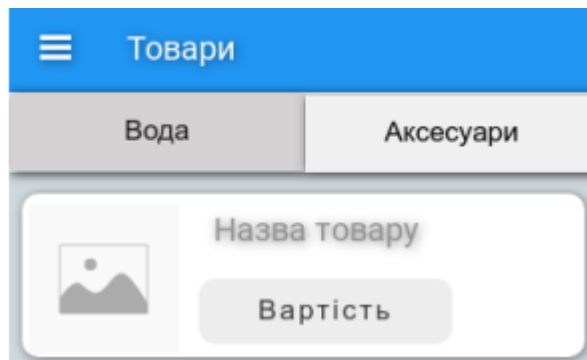 Товари
Вода Аксесуари
Назва товару
Вартість